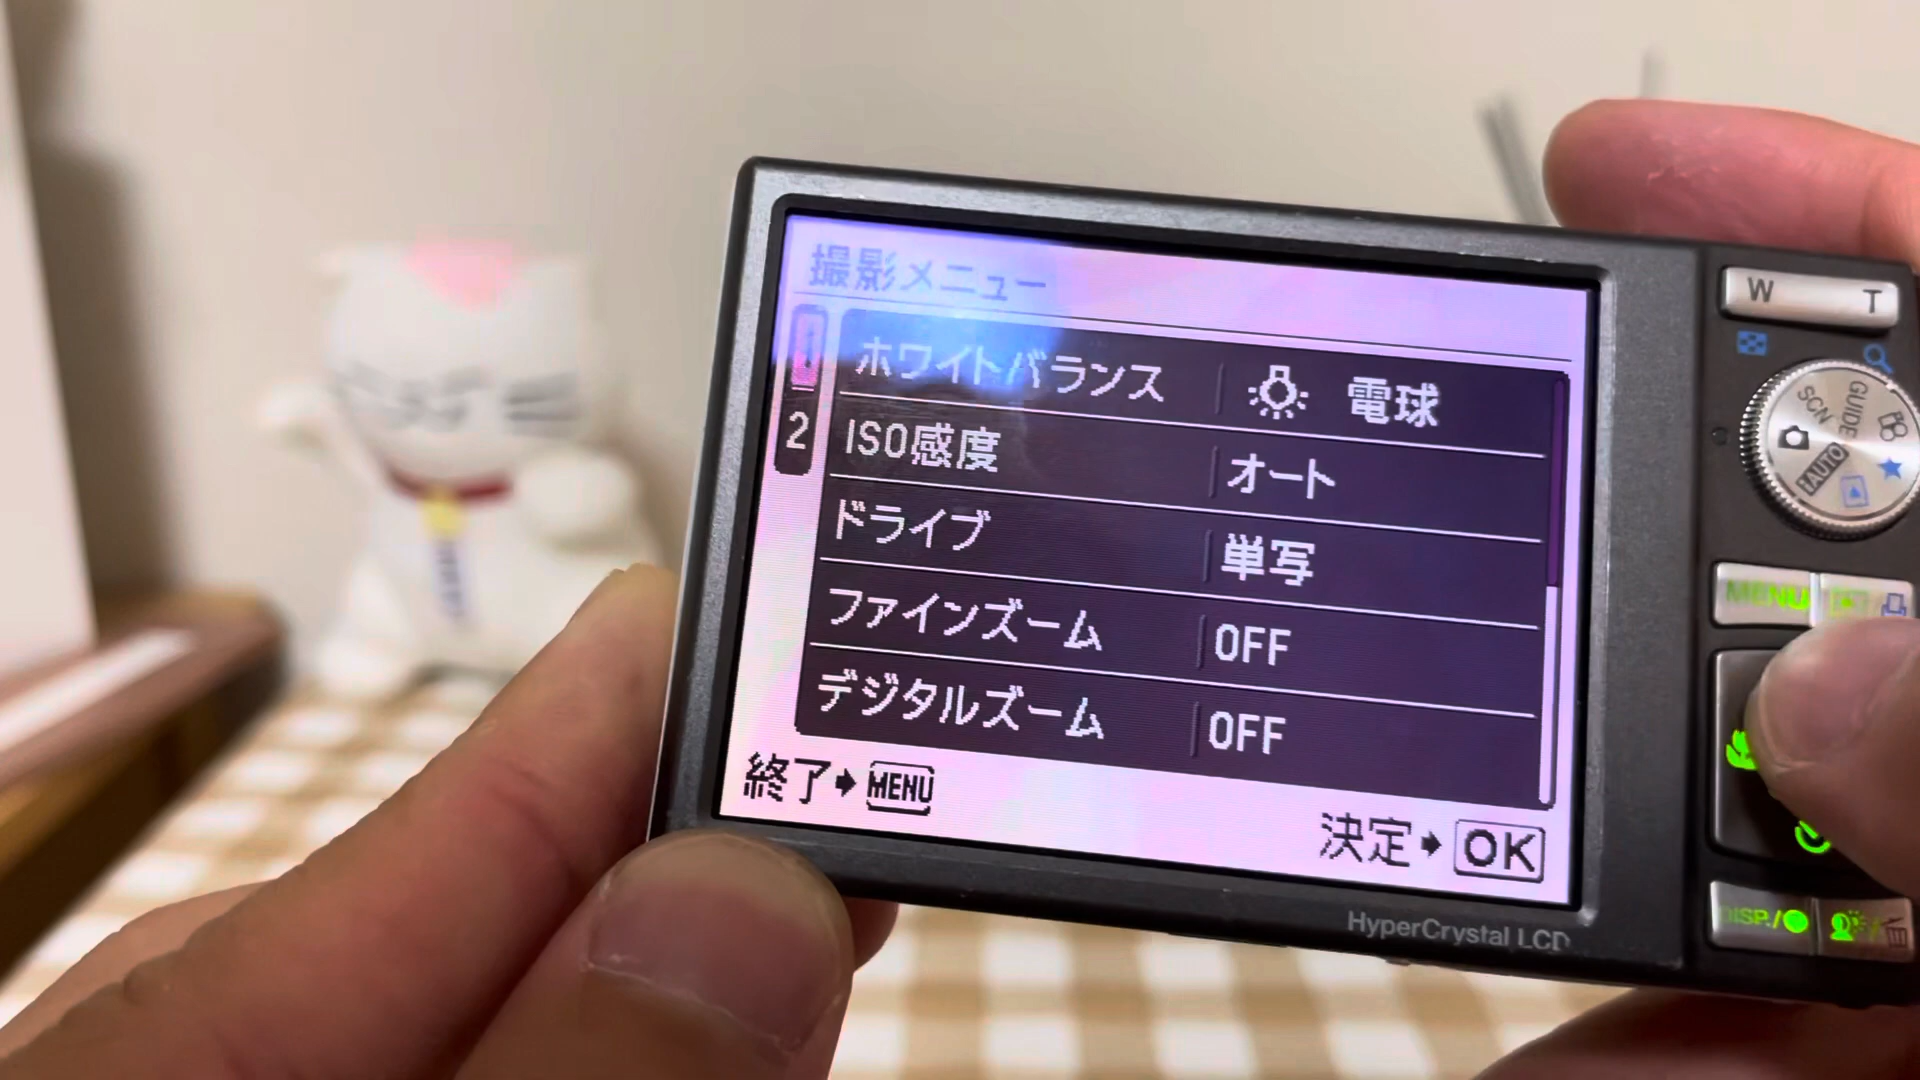 撮影メニュー
1
ホワイトバランス 電球
2
ISO感度 オート
ドライブ 単写
ファインズーム OFF
デジタルズーム OFF
終了 MENU
決定 OK
HyperCrystal LCD
W T
SCN GUIDE
iAUTO
MENU
DISP./